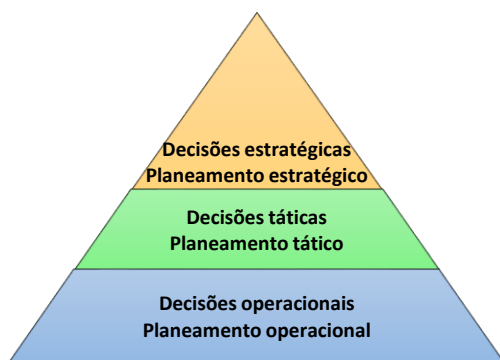 Decisões estratégicas
Planeamento estratégico
Decisões táticas
Planeamento tático
Decisões operacionais
Planeamento operacional